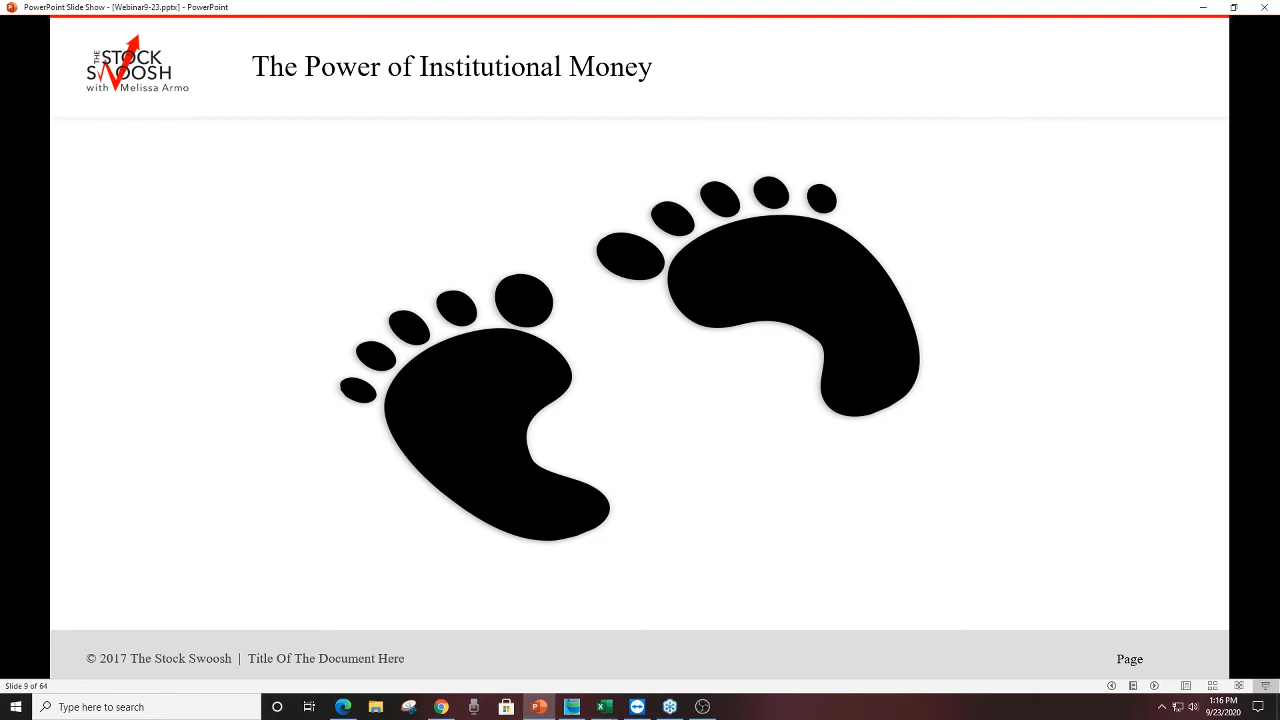 PowerPoint Slide Show - [Webinar9-23.pptx] - PowerPoint
THE STOCK
SWOOSH
with Melissa Armo
The Power of Institutional Money
© 2017 The Stock Swoosh | Title Of The Document Here
Page
Slide 9 of 64
Type here to search
1:16 PM
9/23/2020